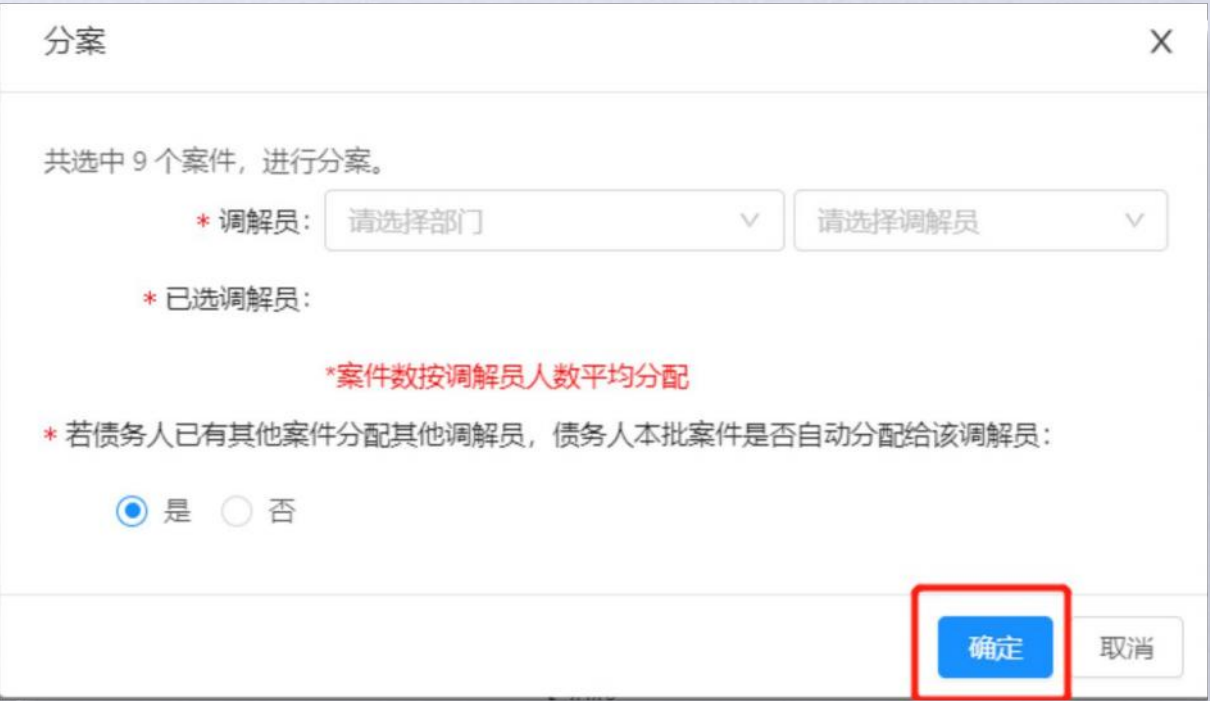 分案 X
共选中 9 个案件，进行分案。
* 调解员： 请选择部门 请选择调解员
* 已选调解员：
*案件数按调解员人数平均分配
* 若债务人已有其他案件分配其他调解员，债务人本批案件是否自动分配给该调解员：
是 否
确定 取消